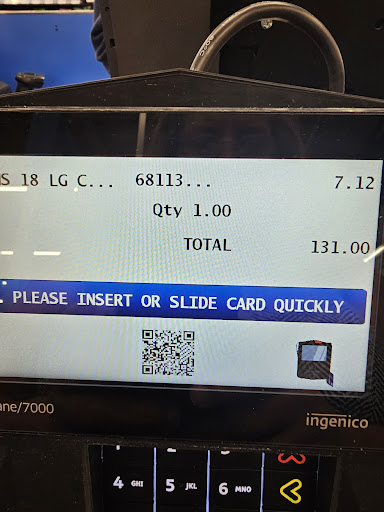 S 18 LG C... 68113... 7.12
Qty 1.00
TOTAL 131.00
PLEASE INSERT OR SLIDE CARD QUICKLY
ane/7000
ingenico
4 GHI 5 JKL 6 MNO